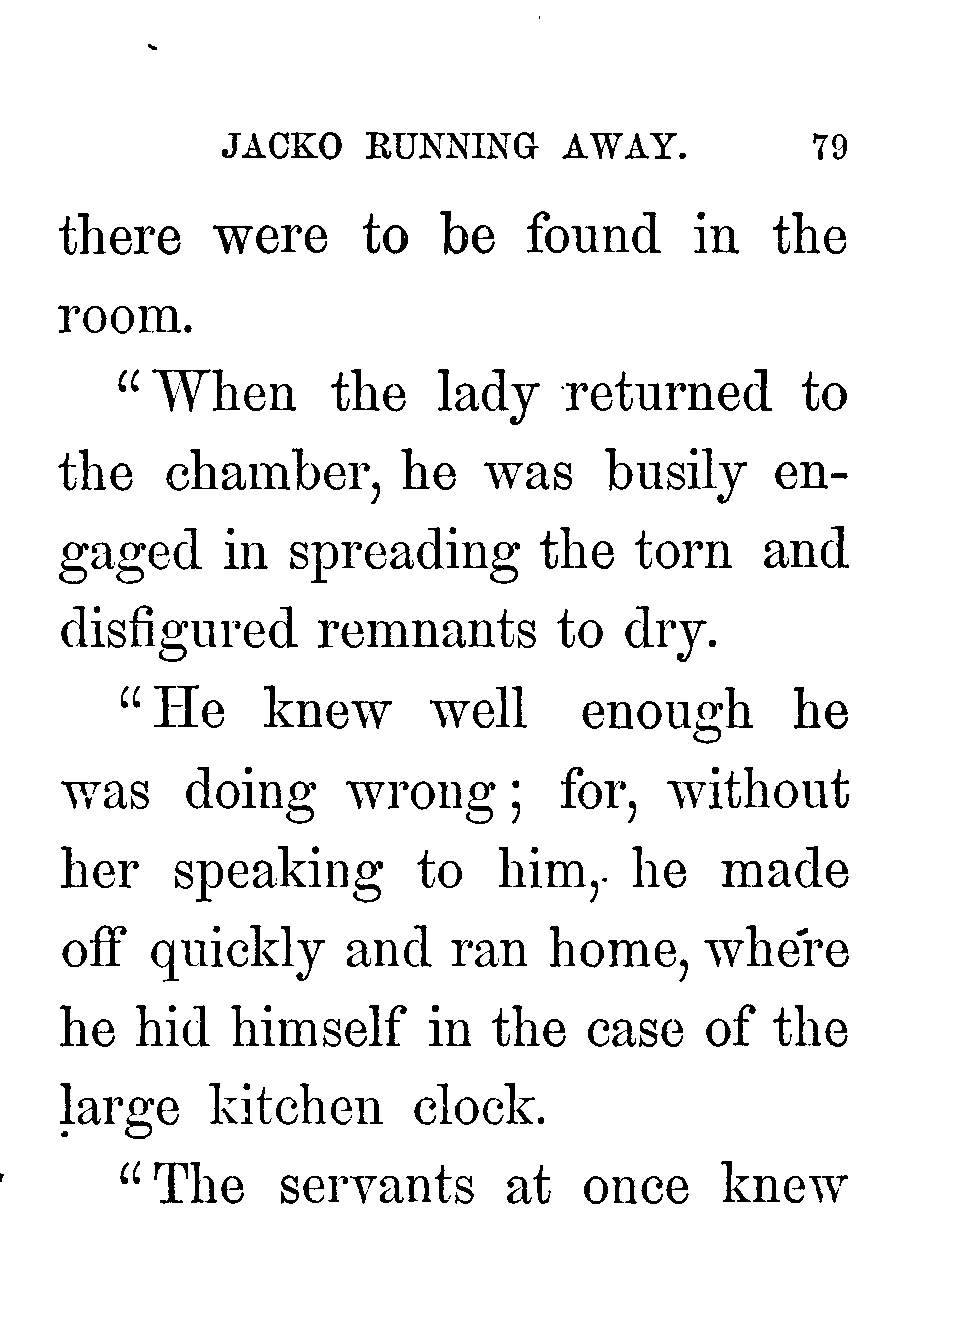 JACKO RUNNING AWAY. 79
there were to be found in the
room.
“When the lady returned to
the chamber, he was busily en-
gaged in spreading the torn and
disfigured remnants to dry.
“He knew well enough he
was doing wrong; for, without
her speaking to him, he made
off quickly and ran home, where
he hid himself in the case of the
large kitchen clock.
“The servants at once knew